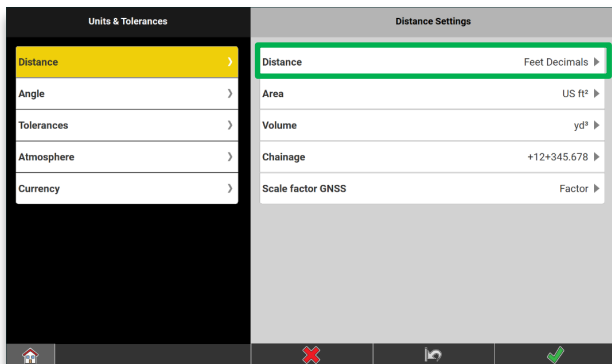 Units & Tolerances
Distance
Angle
Tolerances
Atmosphere
Currency
Distance Settings
Distance Feet Decimals
Area US ft²
Volume yd³
Chainage +12+345.678
Scale factor GNSS Factor